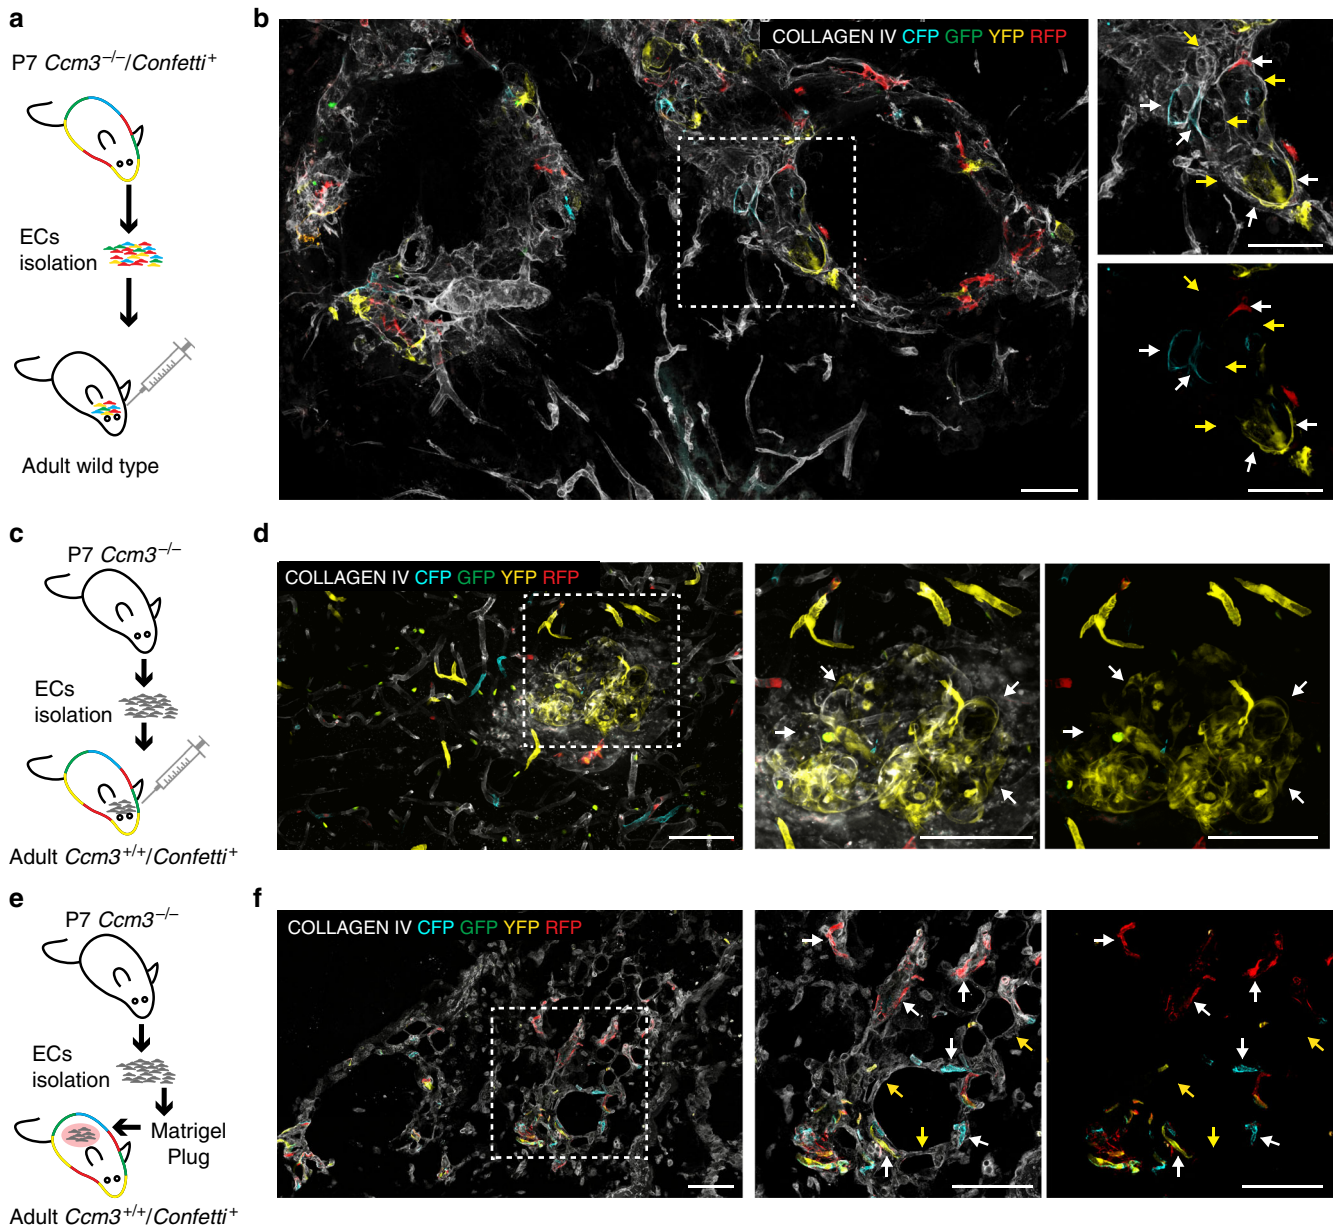 a
P7 Ccm3−/−/Confetti+
ECs
isolation
Adult wild type
b
COLLAGEN IV CFP GFP YFP RFP
c
P7 Ccm3−/−
ECs
isolation
Adult Ccm3+/+/Confetti+
d
COLLAGEN IV CFP GFP YFP RFP
e
P7 Ccm3−/−
ECs
isolation
Matrigel
Plug
Adult Ccm3+/+/Confetti+
f
COLLAGEN IV CFP GFP YFP RFP